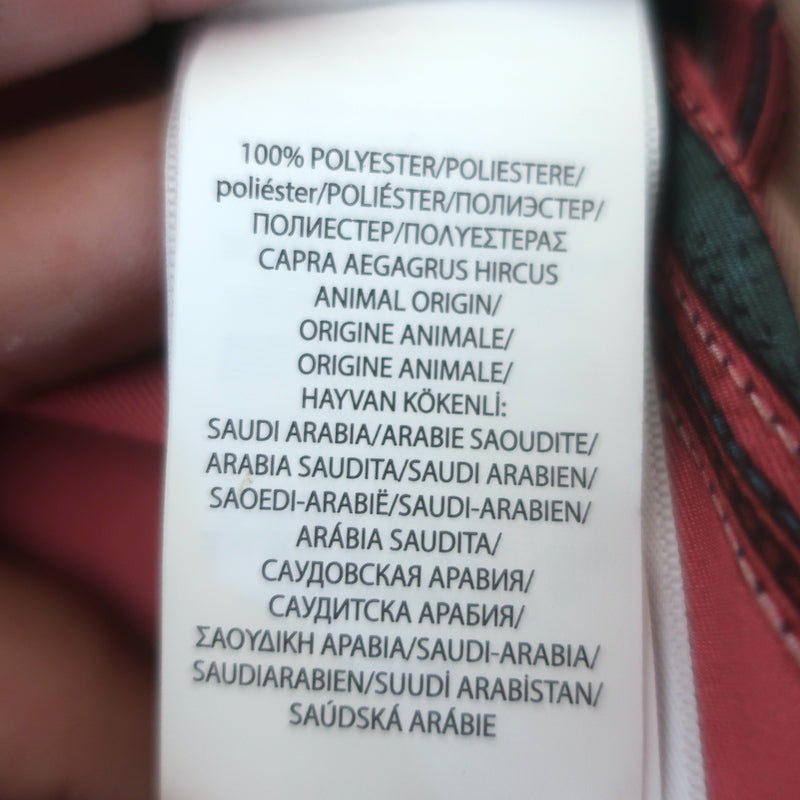 100% POLYESTER/POLIESTERE/
poliéster/POLIÉSTER/ПОЛИЭСТЕР/
ПОЛИЕСТЕР/ΠΟΛΥΕΣΤΕΡΑΣ
CAPRA AEGAGRUS HIRCUS
ANIMAL ORIGIN/
ORIGINE ANIMALE/
ORIGINE ANIMALE/
HAYVAN KÖKENLİ:
SAUDI ARABIA/ARABIE SAOUDITE/
ARABIA SAUDITA/SAUDI ARABIEN/
SAOEDI-ARABIË/SAUDI-ARABIEN/
ARÁBIA SAUDITA/
САУДОВСКАЯ АРАВИЯ/
САУДИТСКА АРАБИЯ/
ΣΑΟΥΔΙΚΗ ΑΡΑΒΙΑ/SAUDI-ARABIA/
SAUDIARABIEN/SUUDİ ARABİSTAN/
SAÚDSKÁ ARÁBIE